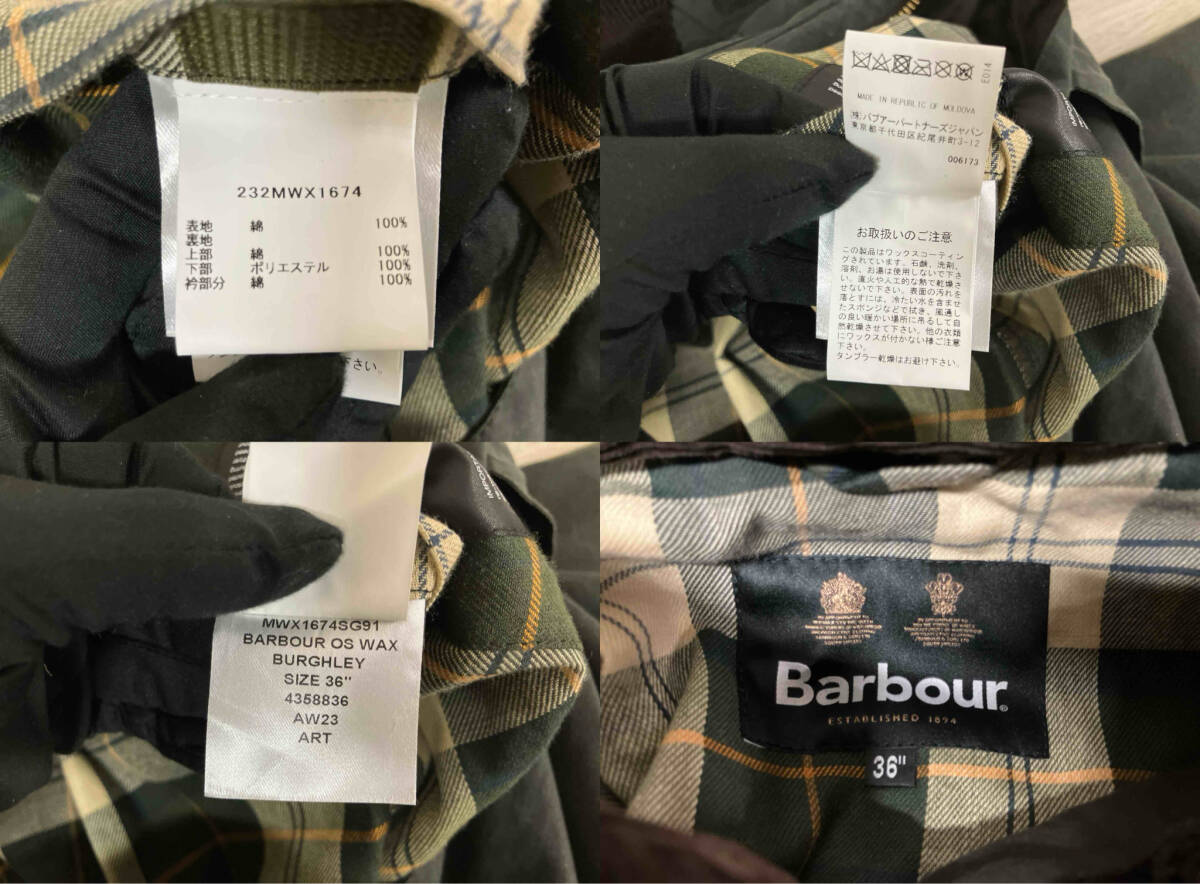 232MWX1674
表地 綿 100%
裏地
上部 綿 100%
下部 ポリエステル 100%
衿部分 綿 100%
さい。
E014
MADE IN REPUBLIC OF MOLDOVA
(株)バブアーパートナーズジャパン
東京都千代田区紀尾井町3-12
006173
お取扱いのご注意
この製品はワックスコーティン
グされています。石鹸、洗剤、
溶剤、お湯は使用しないで下さ
い。直火や人工的な熱で乾燥さ
せないで下さい。表面の汚れを
落とすには、冷たい水を含ませ
たスポンジなどで拭き、風通し
の良い暖かい場所に吊るして自
然乾燥させて下さい。他の衣類
にワックスが付かない様ご注意
下さい。
タンブラー乾燥はお避け下さい。
MWX1674SG91
BARBOUR OS WAX
BURGHLEY
SIZE 36"
4358836
AW23
ART
Barbour
ESTABLISHED 1894
36"